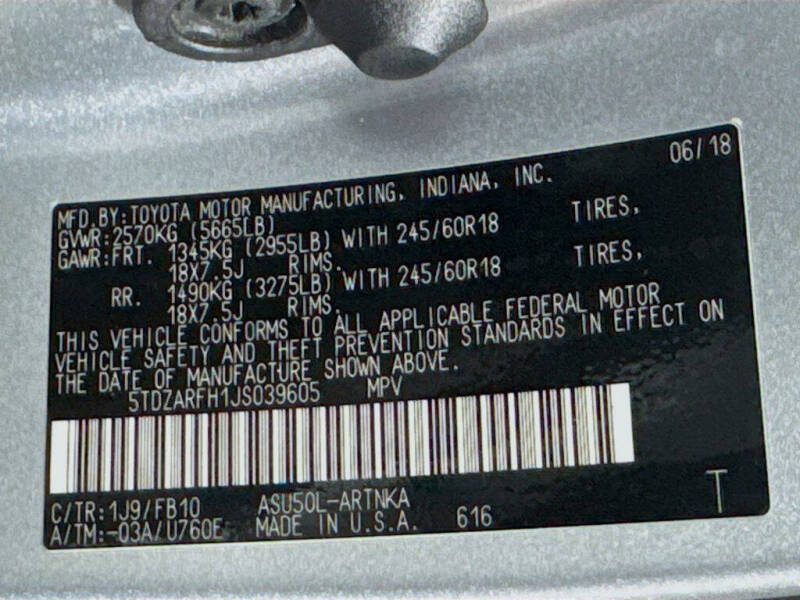 06/18
MFD. BY: TOYOTA MOTOR MANUFACTURING, INDIANA, INC.
GVWR: 2570KG (5665LB)
GAWR: FRT. 1345KG (2955LB) WITH 245/60R18 TIRES,
18X7.5J RIMS.
RR. 1490KG (3275LB) WITH 245/60R18 TIRES,
18X7.5J RIMS.
THIS VEHICLE CONFORMS TO ALL APPLICABLE FEDERAL MOTOR
VEHICLE SAFETY AND THEFT PREVENTION STANDARDS IN EFFECT ON
THE DATE OF MANUFACTURE SHOWN ABOVE.
5TDZARFH1JS039605 MPV
C/TR: 1J9/FB10 ASU50L-ARTNKA
A/TM: -03A/U760E MADE IN U.S.A. 616 T